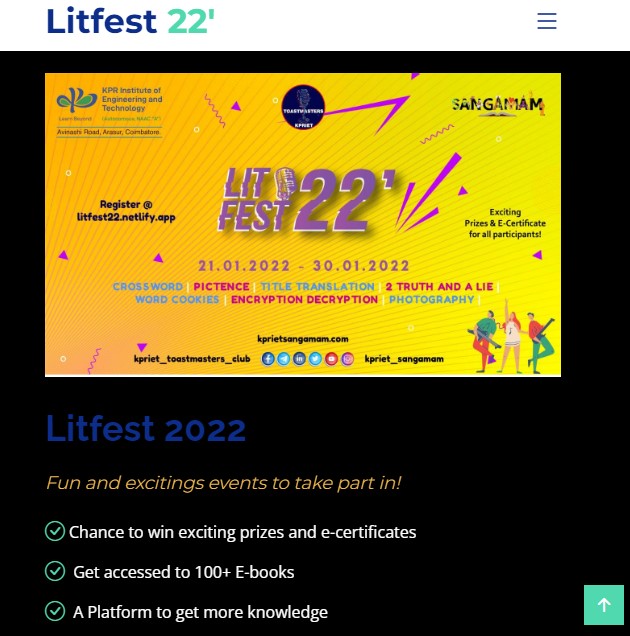 Litfest 22'
KPR Institute of
Engineering and
Technology
Learn Beyond (Autonomous, NAAC "A")
Avinashi Road, Arasur, Coimbatore.
TOASTMASTERS
KPRIET
SANGAMAM
Register @
litfest22.netlify.app
LIT
FEST 22'
Exciting
Prizes & E-Certificate
for all participants!
21.01.2022 - 30.01.2022
CROSSWORD | PICTENCE | TITLE TRANSLATION | 2 TRUTH AND A LIE |
WORD COOKIES | ENCRYPTION DECRYPTION | PHOTOGRAPHY |
kprietsangamam.com
kpriet_toastmasters_club kpriet_sangamam
Litfest 2022
Fun and excitings events to take part in!
Chance to win exciting prizes and e-certificates
Get accessed to 100+ E-books
A Platform to get more knowledge